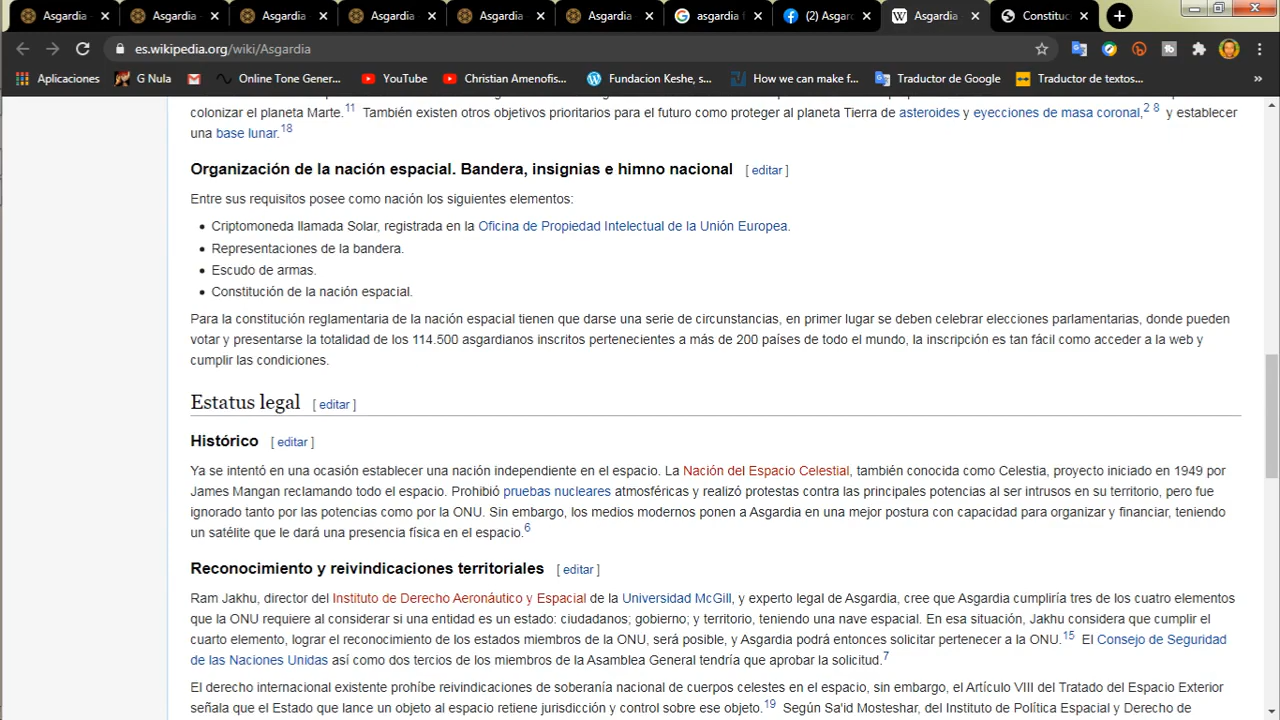 Asgardia -
Asgardia -
Asgardia
Asgardia
Asgardia
Asgardia -
asgardia i
(2) Asgar
Asgardia
Constituc
es.wikipedia.org/wiki/Asgardia
Aplicaciones
G Nula
Online Tone Gener...
YouTube
Christian Amenofis...
Fundacion Keshe, s...
How we can make f...
Traductor de Google
Traductor de textos...
»
colonizar el planeta Marte.11 También existen otros objetivos prioritarios para el futuro como proteger al planeta Tierra de asteroides y eyecciones de masa coronal,2 8 y establecer
una base lunar.18
Organización de la nación espacial. Bandera, insignias e himno nacional [ editar ]
Entre sus requisitos posee como nación los siguientes elementos:
• Criptomoneda llamada Solar, registrada en la Oficina de Propiedad Intelectual de la Unión Europea.
• Representaciones de la bandera.
• Escudo de armas.
• Constitución de la nación espacial.
Para la constitución reglamentaria de la nación espacial tienen que darse una serie de circunstancias, en primer lugar se deben celebrar elecciones parlamentarias, donde pueden
votar y presentarse la totalidad de los 114.500 asgardianos inscritos pertenecientes a más de 200 países de todo el mundo, la inscripción es tan fácil como acceder a la web y
cumplir las condiciones.
Estatus legal [ editar ]
Histórico [ editar ]
Ya se intentó en una ocasión establecer una nación independiente en el espacio. La Nación del Espacio Celestial, también conocida como Celestia, proyecto iniciado en 1949 por
James Mangan reclamando todo el espacio. Prohibió pruebas nucleares atmosféricas y realizó protestas contra las principales potencias al ser intrusos en su territorio, pero fue
ignorado tanto por las potencias como por la ONU. Sin embargo, los medios modernos ponen a Asgardia en una mejor postura con capacidad para organizar y financiar, teniendo
un satélite que le dará una presencia física en el espacio.6
Reconocimiento y reivindicaciones territoriales [ editar ]
Ram Jakhu, director del Instituto de Derecho Aeronáutico y Espacial de la Universidad McGill, y experto legal de Asgardia, cree que Asgardia cumpliría tres de los cuatro elementos
que la ONU requiere al considerar si una entidad es un estado: ciudadanos; gobierno; y territorio, teniendo una nave espacial. En esa situación, Jakhu considera que cumplir el
cuarto elemento, lograr el reconocimiento de los estados miembros de la ONU, será posible, y Asgardia podrá entonces solicitar pertenecer a la ONU.15 El Consejo de Seguridad
de las Naciones Unidas así como dos tercios de los miembros de la Asamblea General tendría que aprobar la solicitud.7
El derecho internacional existente prohíbe reivindicaciones de soberanía nacional de cuerpos celestes en el espacio, sin embargo, el Artículo VIII del Tratado del Espacio Exterior
señala que el Estado que lance un objeto al espacio retiene jurisdicción y control sobre ese objeto.19 Según Sa'id Mosteshar, del Instituto de Política Espacial y Derecho de